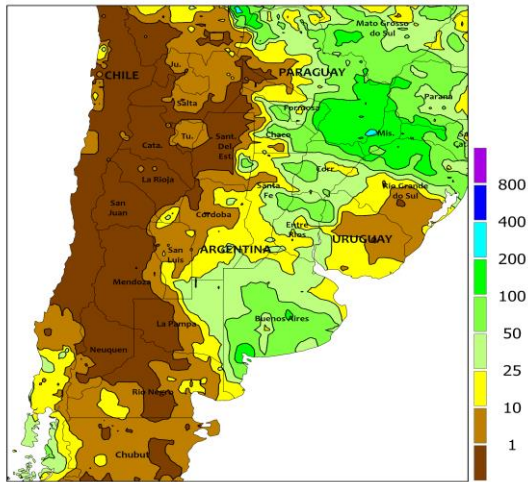 Mato Grosso
do Sul
Ju.
CHILE
PARAGUAY
Parana
Salta
Formosa
Tu.
Chaco
Mis.
Cata.
Sant.
Del
Est.
Corr.
La Rioja
Santa
Fe
Rio Grande
do Sul
San
Juan
Cordoba
Entre
Rios
URUGUAY
San
Luis
ARGENTINA
Mendoza
La Pampa
Buenos Aires
Neuquen
Rio Negro
Chubut
800
400
200
100
50
25
10
1